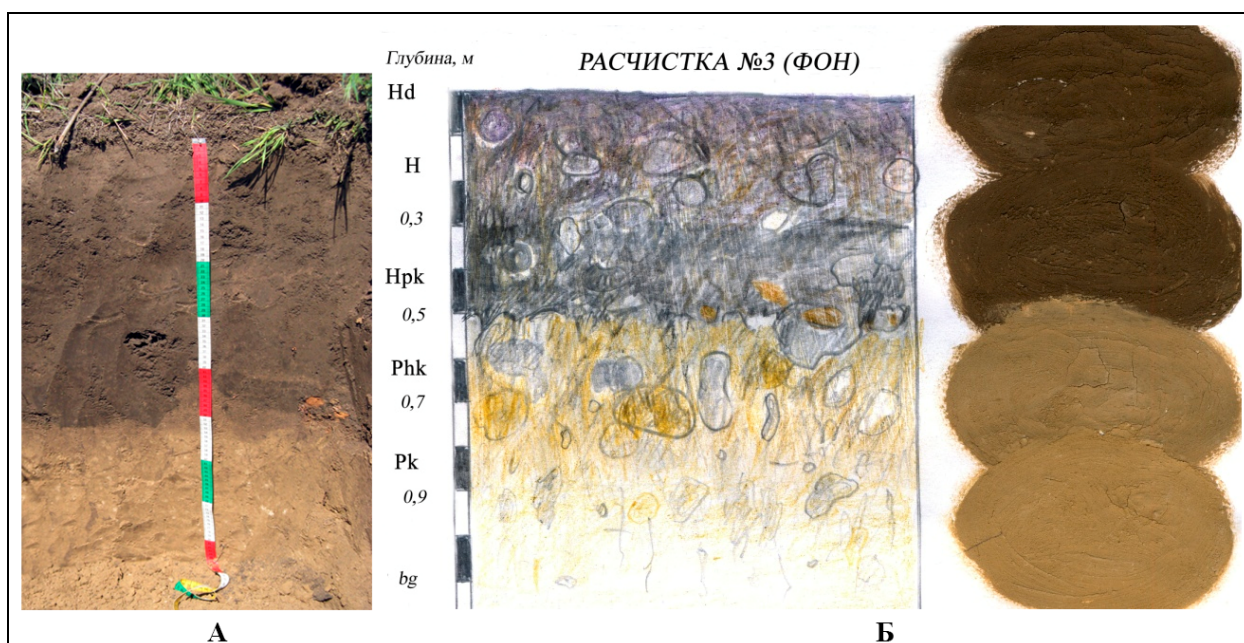 Глубина, м
РАСЧИСТКА №3 (ФОН)
Hd
H
0,3
Hpk
0,5
Phk
0,7
Pk
0,9
bg
А
Б